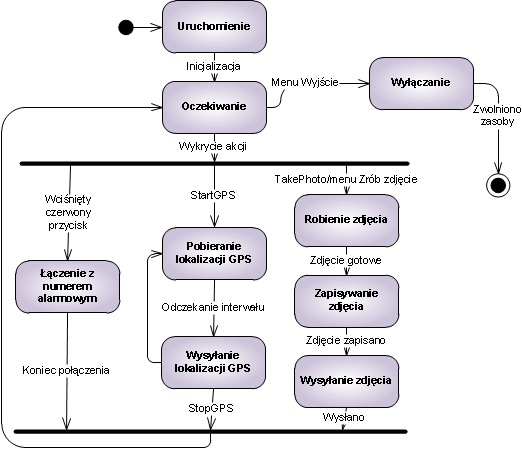 Uruchomienie
Inicjalizacja
Oczekiwanie
Menu Wyjście
Wyłączanie
Zwolniono
zasoby
Wykrycie akcji
Wciśnięty
czerwony
przycisk
StartGPS
TakePhoto/menu Zrób zdjęcie
Robienie zdjęcia
Pobieranie
lokalizacji GPS
Zdjęcie gotowe
Łączenie z
numerem
alarmowym
Zapisywanie
zdjęcia
Odczekanie interwału
Zdjęcie zapisano
Wysyłanie
lokalizacji GPS
Wysyłanie zdjęcia
Koniec połączenia
StopGPS
Wysłano